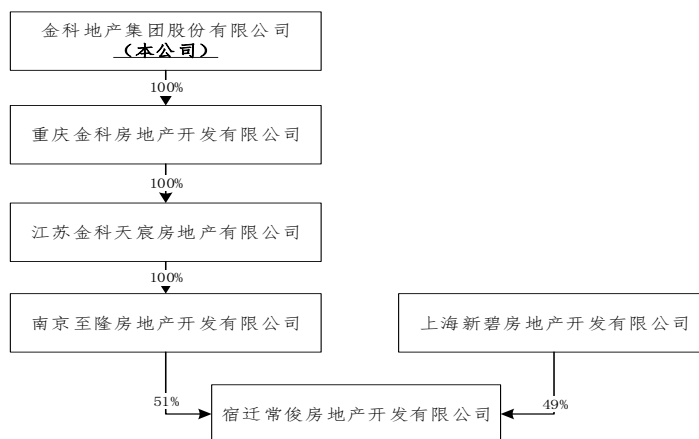 金科地产集团股份有限公司
（本公司）
100%
重庆金科房地产开发有限公司
100%
江苏金科天宸房地产有限公司
100%
南京至隆房地产开发有限公司
上海新碧房地产开发有限公司
51%
49%
宿迁常俊房地产开发有限公司